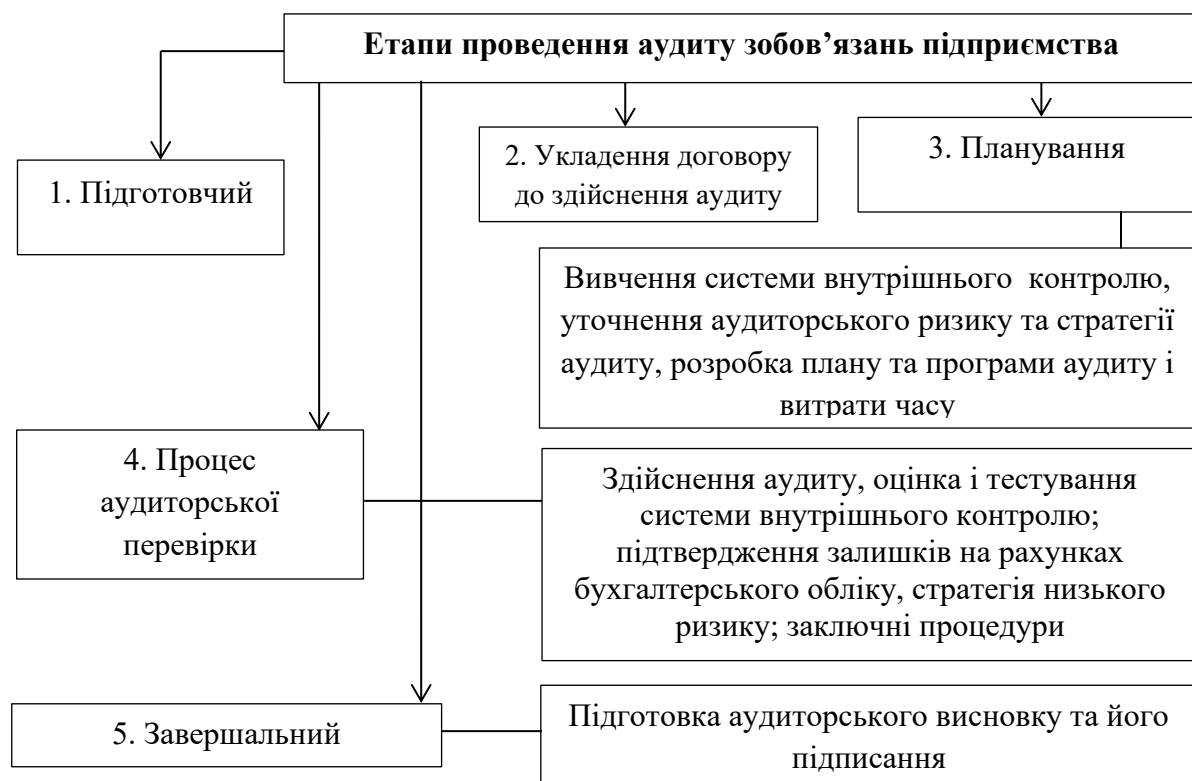 Етапи проведення аудиту зобов’язань підприємства
1. Підготовчий
2. Укладення договору
до здійснення аудиту
3. Планування
Вивчення системи внутрішнього контролю,
уточнення аудиторського ризику та стратегії
аудиту, розробка плану та програми аудиту і
витрати часу
4. Процес
аудиторської
перевірки
Здійснення аудиту, оцінка і тестування
системи внутрішнього контролю;
підтвердження залишків на рахунках
бухгалтерського обліку, стратегія низького
ризику; заключні процедури
5. Завершальний
Підготовка аудиторського висновку та його
підписання